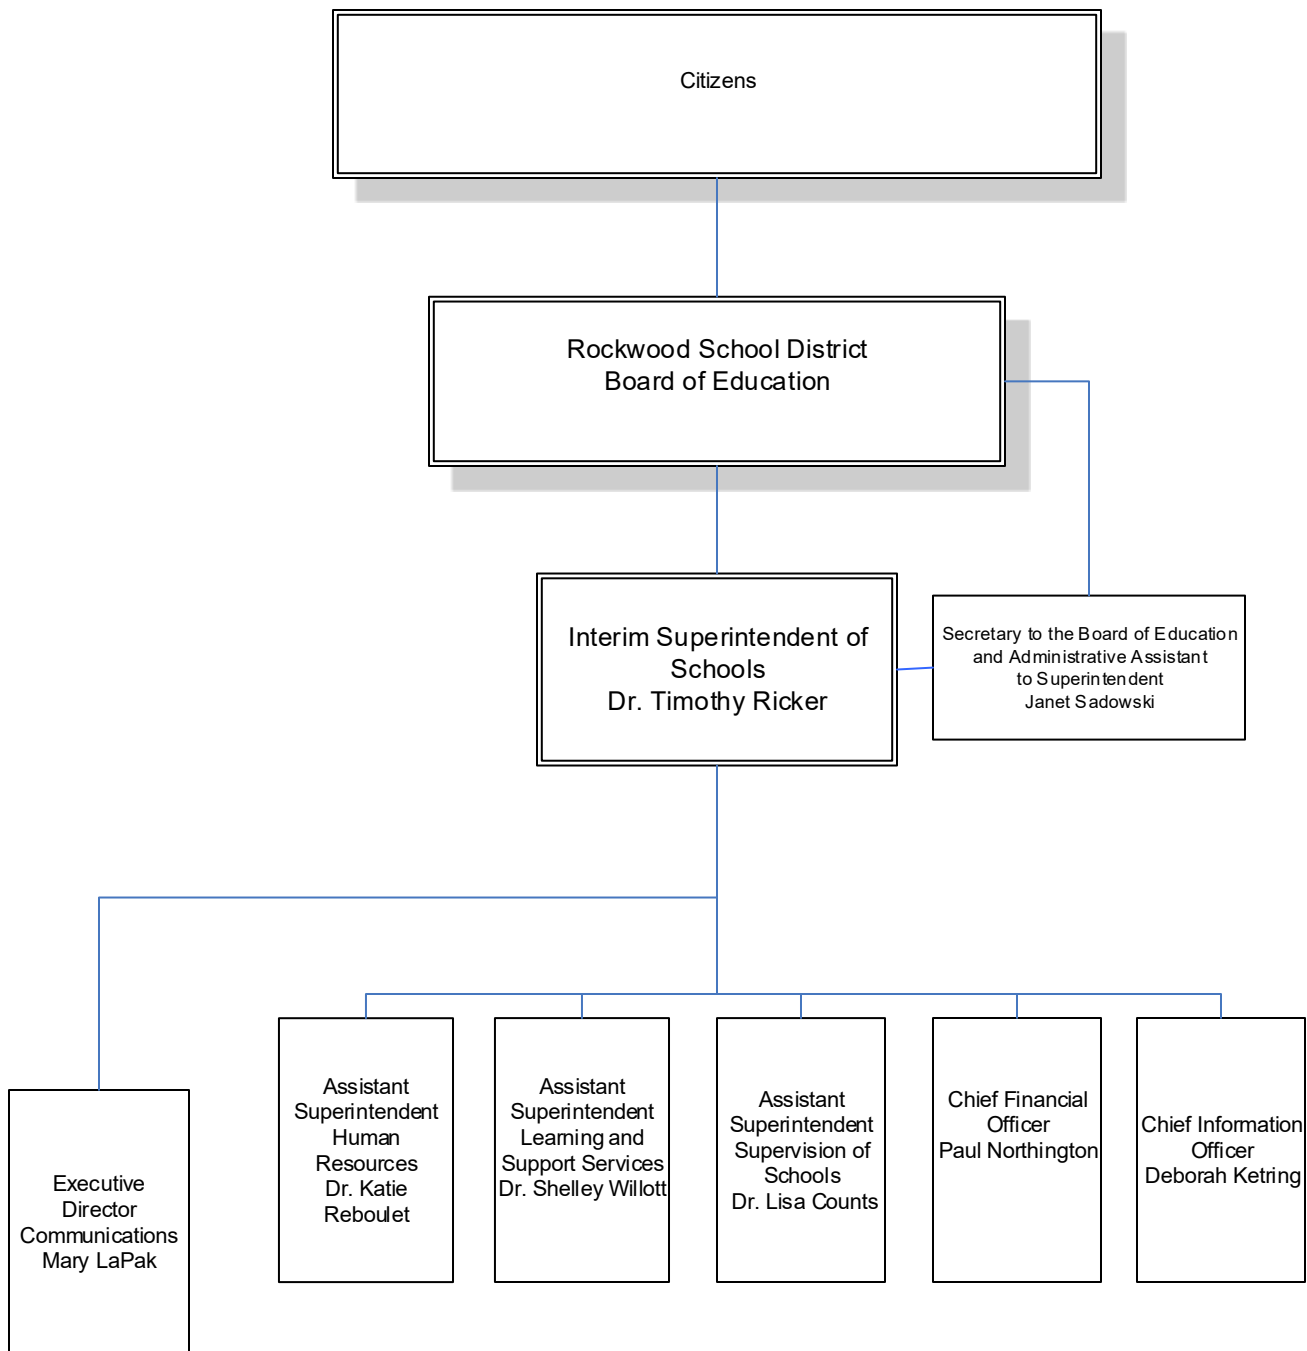 Citizens
Rockwood School District
Board of Education
Interim Superintendent of
Schools
Dr. Timothy Ricker
Secretary to the Board of Education
and Administrative Assistant
to Superintendent
Janet Sadowski
Executive
Director
Communications
Mary LaPak
Assistant
Superintendent
Human
Resources
Dr. Katie
Reboulet
Assistant
Superintendent
Learning and
Support Services
Dr. Shelley Willott
Assistant
Superintendent
Supervision of
Schools
Dr. Lisa Counts
Chief Financial
Officer
Paul Northington
Chief Information
Officer
Deborah Ketring